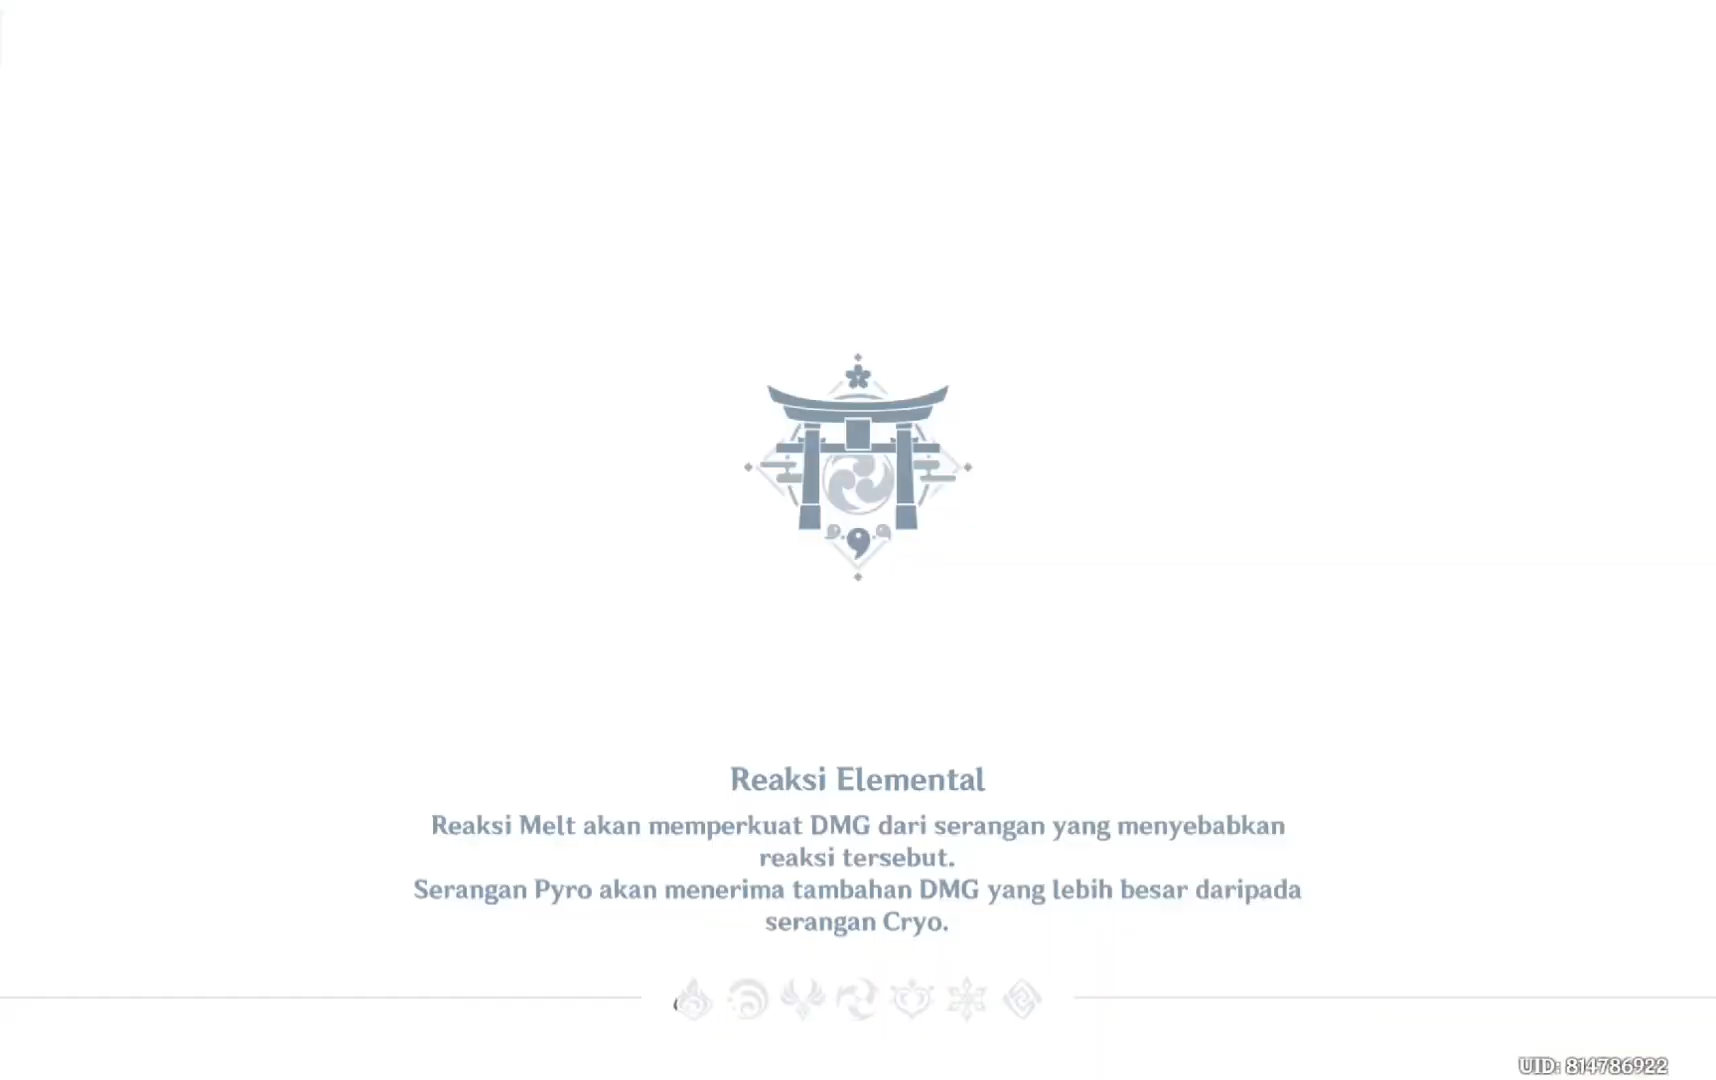 Reaksi Elemental
Reaksi Melt akan memperkuat DMG dari serangan yang menyebabkan
reaksi tersebut.
Serangan Pyro akan menerima tambahan DMG yang lebih besar daripada
serangan Cryo.
UID: 814786922